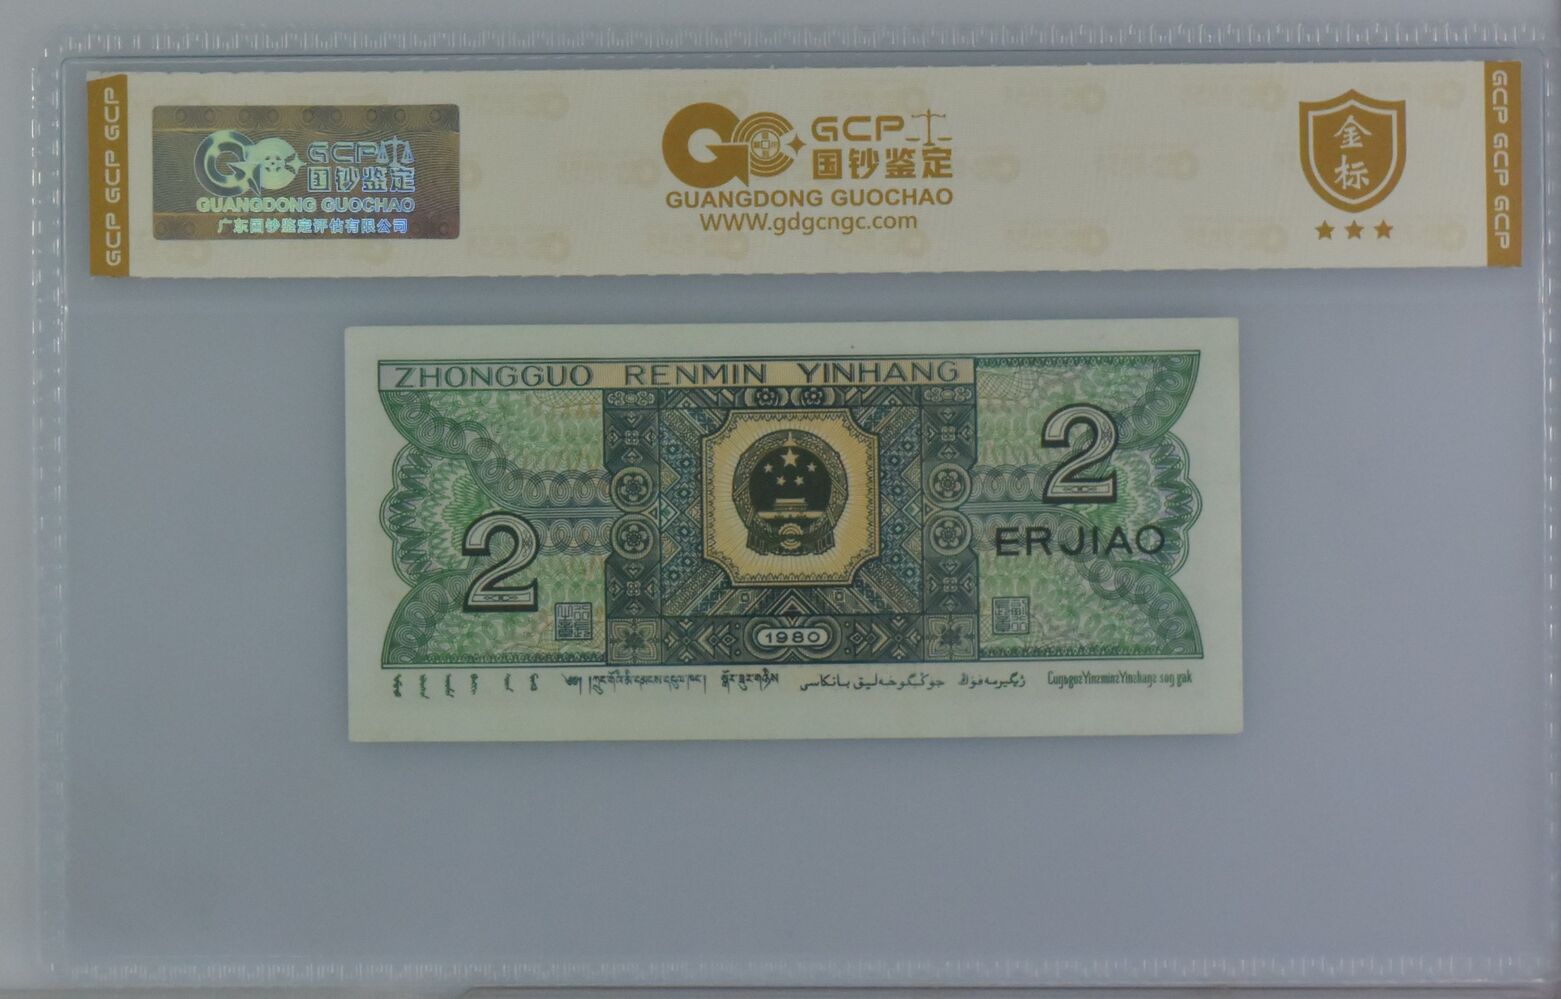 GCP GCP GCP
GCP 国钞鉴定
GUANGDONG GUOCHAO
广东国钞鉴定评估有限公司
GCP
国钞鉴定
GUANGDONG GUOCHAO
WWW.gdgcngc.com
金标
GCP GCP GCP
ZHONGGUO RENMIN YINHANG
2
ERJIAO
2
1980